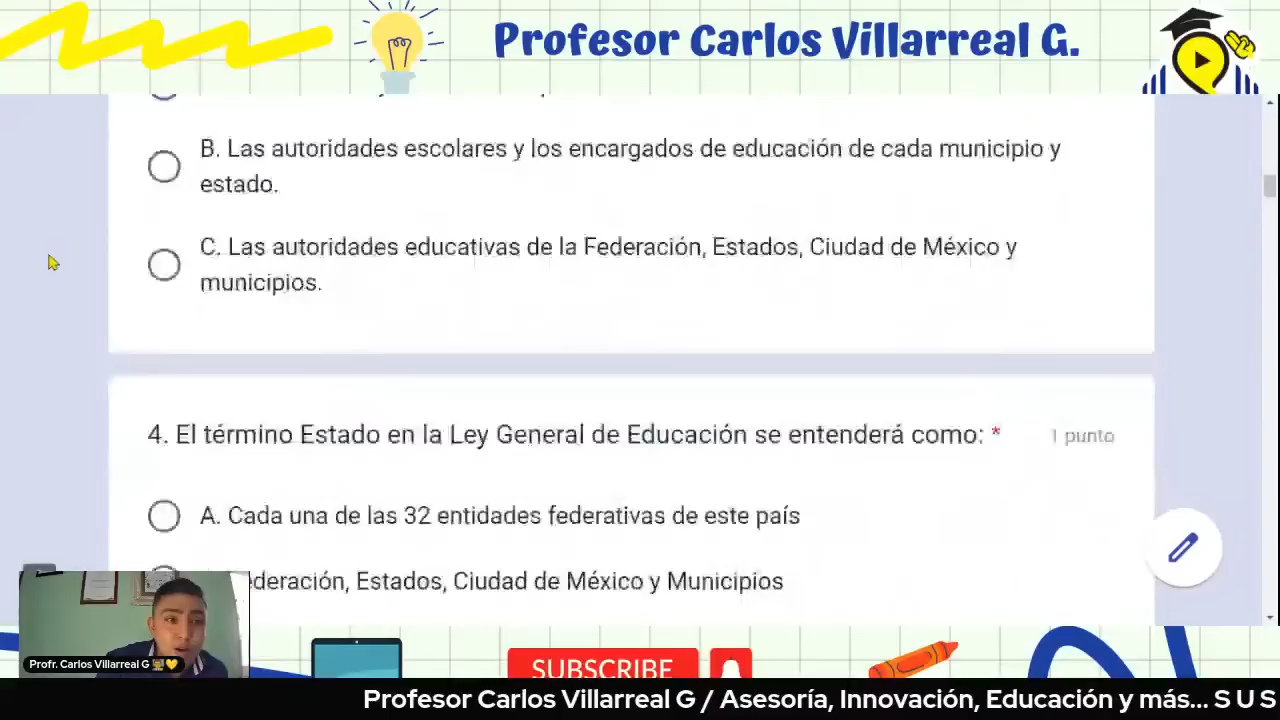 Profesor Carlos Villarreal G.
B. Las autoridades escolares y los encargados de educación de cada municipio y
estado.
C. Las autoridades educativas de la Federación, Estados, Ciudad de México y
municipios.
4. El término Estado en la Ley General de Educación se entenderá como: *
1 punto
A. Cada una de las 32 entidades federativas de este país
deración, Estados, Ciudad de México y Municipios
Profr. Carlos Villarreal G
SUBSCRIBE
Profesor Carlos Villarreal G / Asesoría, Innovación, Educación y más... S U S